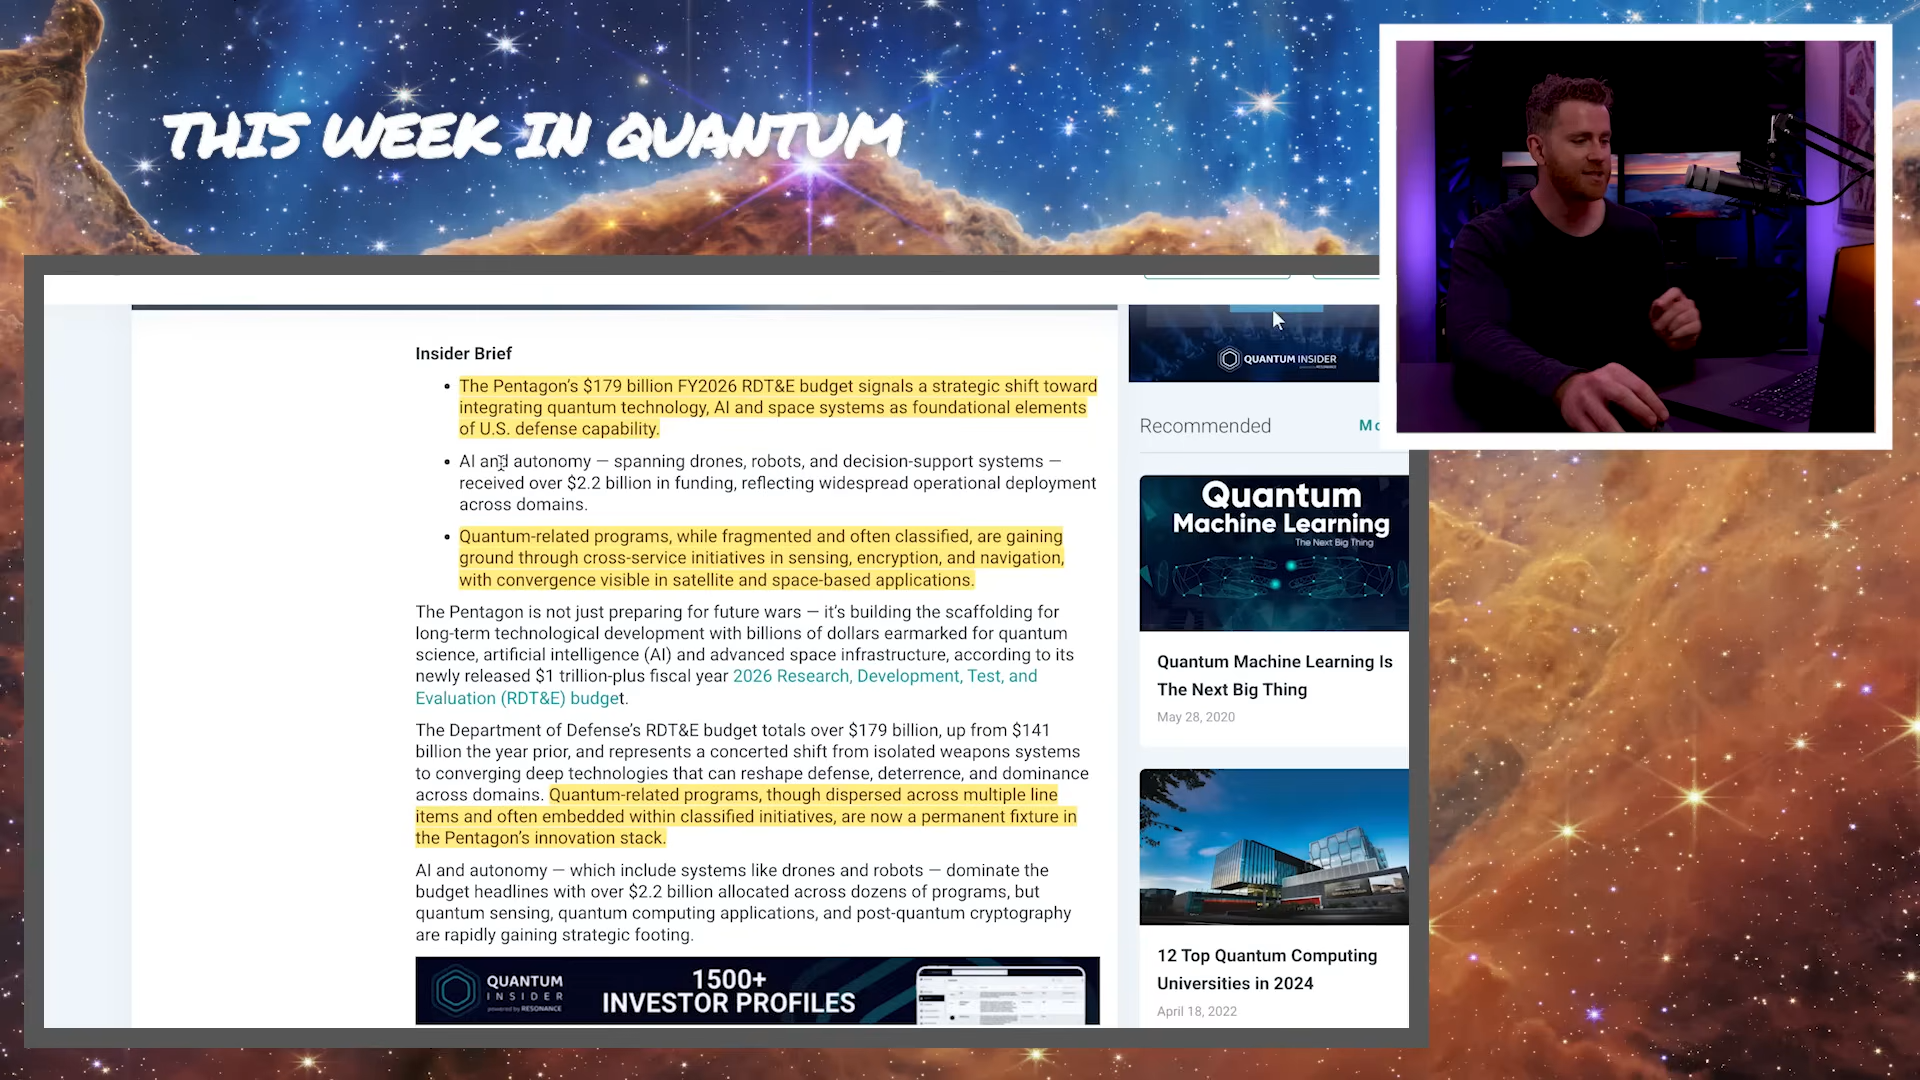 THIS WEEK IN QUANTUM
Insider Brief
The Pentagon's $179 billion FY2026 RDT&E budget signals a strategic shift toward
integrating quantum technology, AI and space systems as foundational elements
of U.S. defense capability.
AI and autonomy — spanning drones, robots, and decision-support systems —
received over $2.2 billion in funding, reflecting widespread operational deployment
across domains.
Quantum-related programs, while fragmented and often classified, are gaining
ground through cross-service initiatives in sensing, encryption, and navigation,
with convergence visible in satellite and space-based applications.
The Pentagon is not just preparing for future wars — it's building the scaffolding for
long-term technological development with billions of dollars earmarked for quantum
science, artificial intelligence (AI) and advanced space infrastructure, according to its
newly released $1 trillion-plus fiscal year 2026 Research, Development, Test, and
Evaluation (RDT&E) budget.
The Department of Defense's RDT&E budget totals over $179 billion, up from $141
billion the year prior, and represents a concerted shift from isolated weapons systems
to converging deep technologies that can reshape defense, deterrence, and dominance
across domains. Quantum-related programs, though dispersed across multiple line
items and often embedded within classified initiatives, are now a permanent fixture in
the Pentagon's innovation stack.
AI and autonomy — which include systems like drones and robots — dominate the
budget headlines with over $2.2 billion allocated across dozens of programs, but
quantum sensing, quantum computing applications, and post-quantum cryptography
are rapidly gaining strategic footing.
QUANTUM
INSIDER
powered by RESONANCE
1500+
INVESTOR PROFILES
QUANTUM INSIDER
Recommended
Quantum
Machine Learning
The Next Big Thing
Quantum Machine Learning Is
The Next Big Thing
May 28, 2020
12 Top Quantum Computing
Universities in 2024
April 18, 2022